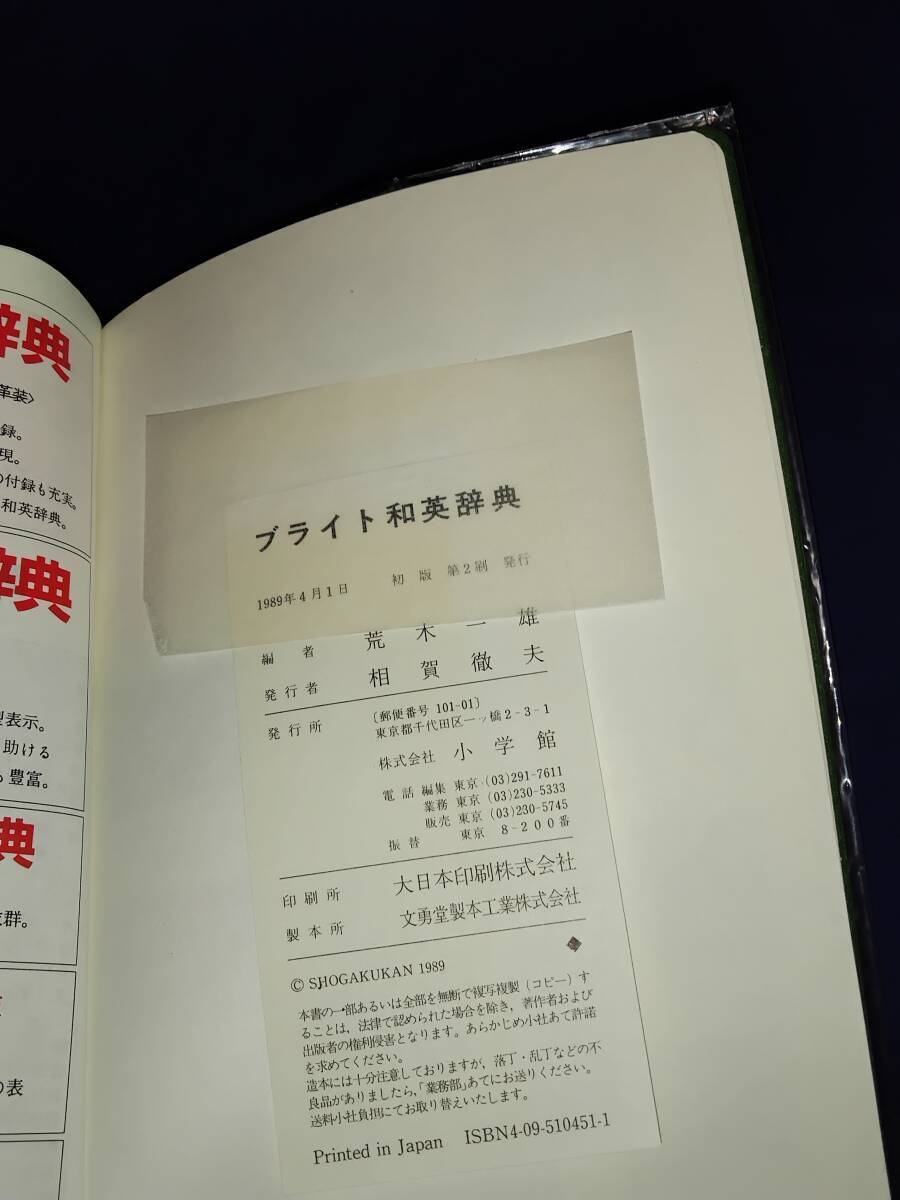 辞典
革装〉
録。
現。
の付録も充実。
和英辞典。
辞典
型表示。
助ける
豊富。
典
抜群。
の表
ブライト和英辞典
1989年4月1日 初版 第2刷 発行
編者 荒木一雄
発行者 相賀徹夫
発行所 〔郵便番号 101-01〕
東京都千代田区一ッ橋2-3-1
株式会社 小学館
電話 編集 東京 (03)291-7611
業務 東京 (03)230-5333
販売 東京 (03)230-5745
振替 東京 8-200番
印刷所 大日本印刷株式会社
製本所 文勇堂製本工業株式会社
© SHOGAKUKAN 1989
本書の一部あるいは全部を無断で複写複製（コピー）す
ることは，法律で認められた場合を除き，著作者および
出版者の権利侵害となります。あらかじめ小社あて許諾
を求めてください。
造本には十分注意しておりますが，落丁・乱丁などの不
良品がありましたら，「業務部」あてにお送りください。
送料小社負担にてお取り替えいたします。
Printed in Japan ISBN4-09-510451-1